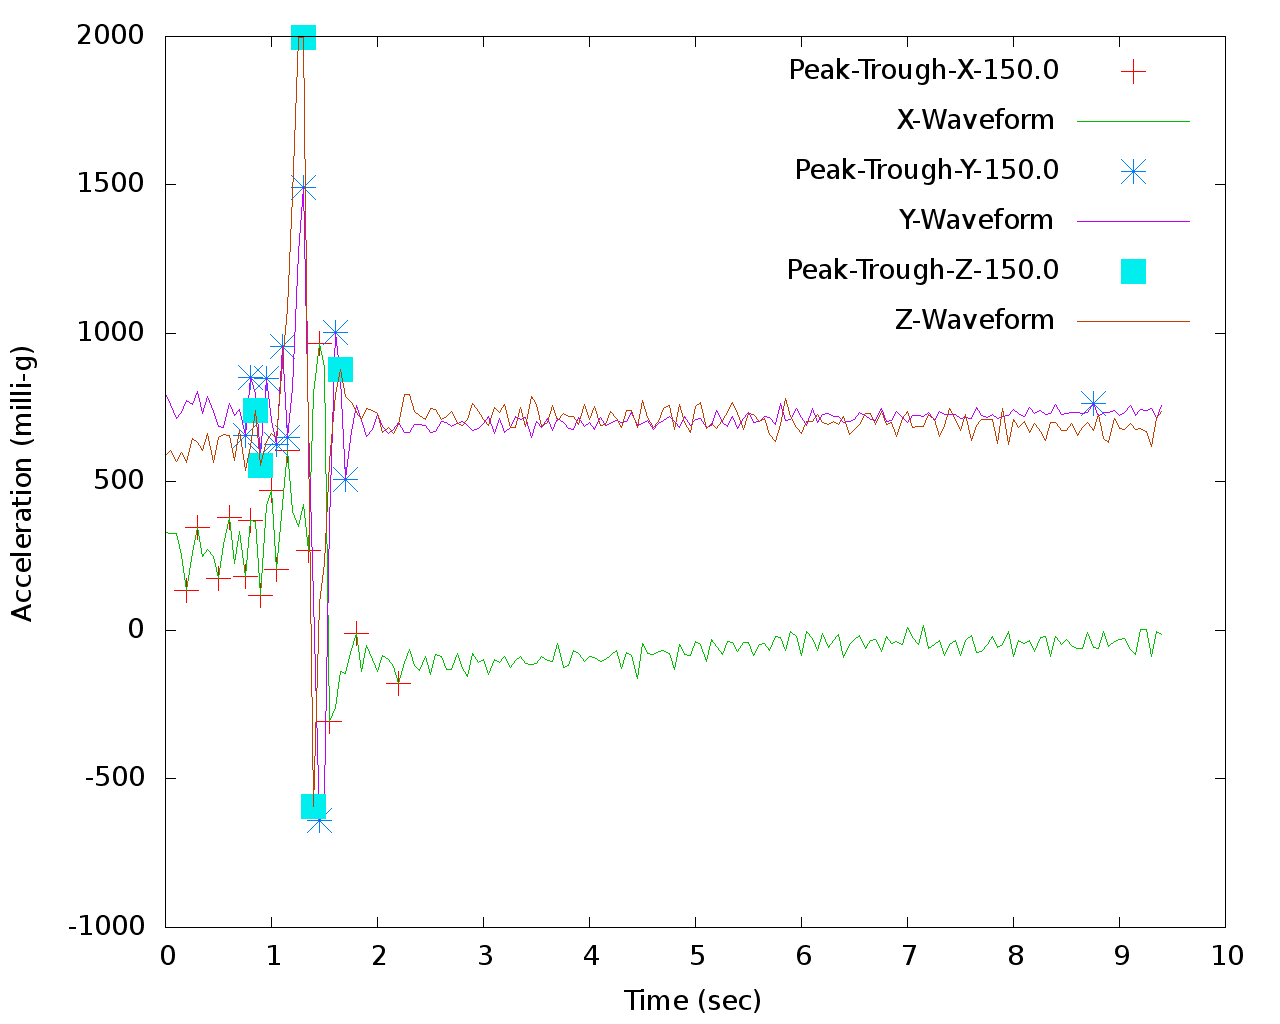 2000
1500
1000
500
0
-500
-1000
0 1 2 3 4 5 6 7 8 9 10
Acceleration (milli-g)
Time (sec)
Peak-Trough-X-150.0
X-Waveform
Peak-Trough-Y-150.0
Y-Waveform
Peak-Trough-Z-150.0
Z-Waveform